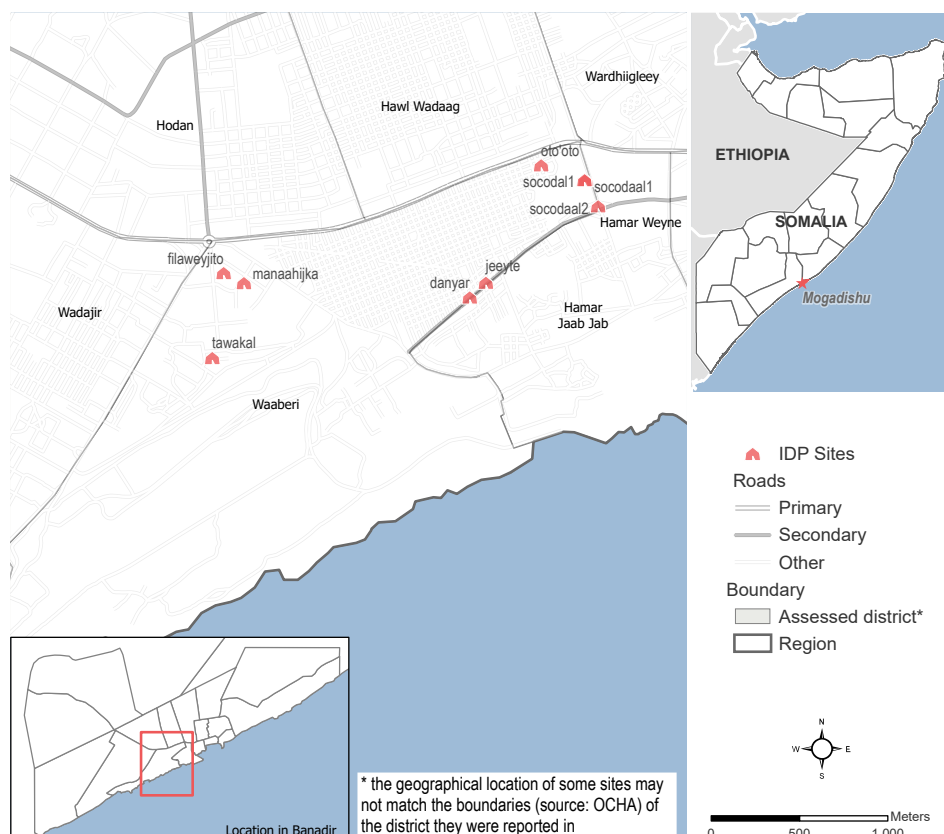 Wardhiigleey
Hawl Wadaag
Hodan
oto'oto
socodal1
socodaal1
socodaal2
Hamar Weyne
filaweyjito
manaahijka
jeeyte
danyar
Wadajir
Hamar
Jaab Jab
tawakal
Waaberi
ETHIOPIA
SOMALIA
Mogadishu
IDP Sites
Roads
Primary
Secondary
Other
Boundary
Assessed district*
Region
N
W
E
S
Meters
0
500
1,000
Location in Banadir
* the geographical location of some sites may
not match the boundaries (source: OCHA) of
the district they were reported in